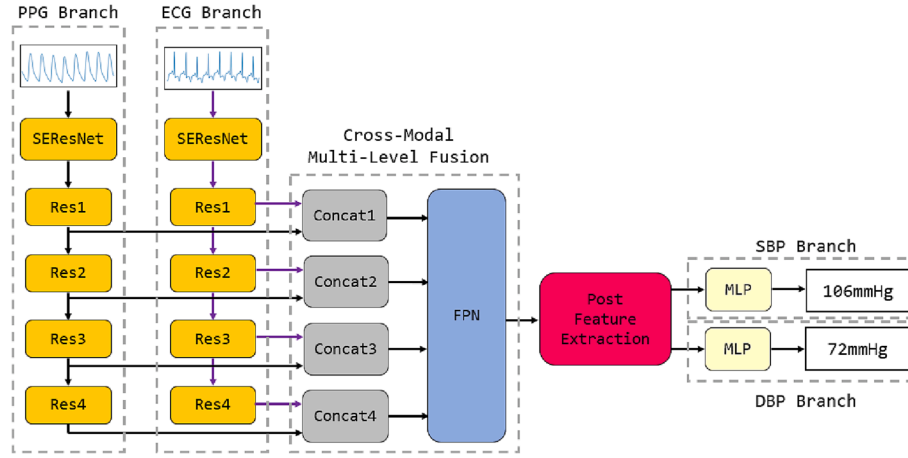 PPG Branch
ECG Branch
SEResNet
SEResNet
Cross-Modal
Multi-Level Fusion
Res1
Res1
Concat1
Res2
Res2
Concat2
Res3
Res3
Concat3
Res4
Res4
Concat4
FPN
Post
Feature
Extraction
SBP Branch
MLP
106mmHg
MLP
72mmHg
DBP Branch